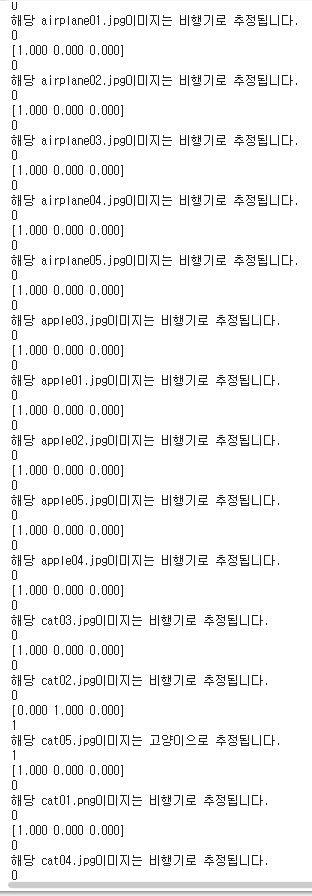 0
해당 airplane01.jpg이미지는 비행기로 추정됩니다.
0
[1.000 0.000 0.000]
0
해당 airplane02.jpg이미지는 비행기로 추정됩니다.
0
[1.000 0.000 0.000]
0
해당 airplane03.jpg이미지는 비행기로 추정됩니다.
0
[1.000 0.000 0.000]
0
해당 airplane04.jpg이미지는 비행기로 추정됩니다.
0
[1.000 0.000 0.000]
0
해당 airplane05.jpg이미지는 비행기로 추정됩니다.
0
[1.000 0.000 0.000]
0
해당 apple03.jpg이미지는 비행기로 추정됩니다.
0
[1.000 0.000 0.000]
0
해당 apple01.jpg이미지는 비행기로 추정됩니다.
0
[1.000 0.000 0.000]
0
해당 apple02.jpg이미지는 비행기로 추정됩니다.
0
[1.000 0.000 0.000]
0
해당 apple05.jpg이미지는 비행기로 추정됩니다.
0
[1.000 0.000 0.000]
0
해당 apple04.jpg이미지는 비행기로 추정됩니다.
0
[1.000 0.000 0.000]
0
해당 cat03.jpg이미지는 비행기로 추정됩니다.
0
[1.000 0.000 0.000]
0
해당 cat02.jpg이미지는 비행기로 추정됩니다.
0
[0.000 1.000 0.000]
1
해당 cat05.jpg이미지는 고양이으로 추정됩니다.
1
[1.000 0.000 0.000]
0
해당 cat01.png이미지는 비행기로 추정됩니다.
0
[1.000 0.000 0.000]
0
해당 cat04.jpg이미지는 비행기로 추정됩니다.
0